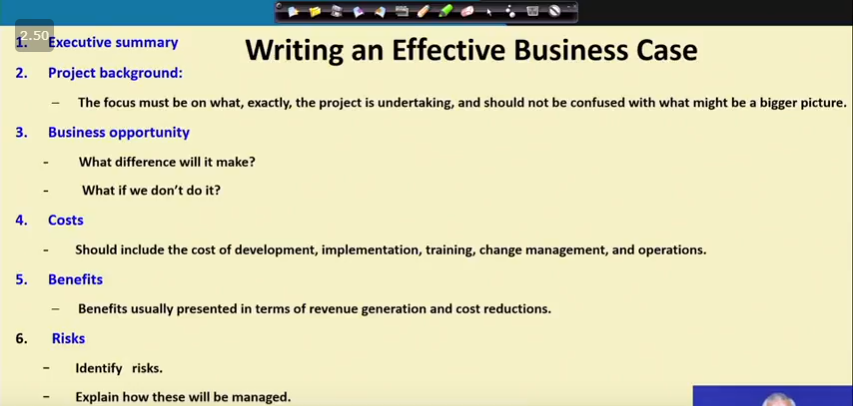 2.50
Writing an Effective Business Case
1. Executive summary
2. Project background:
– The focus must be on what, exactly, the project is undertaking, and should not be confused with what might be a bigger picture.
3. Business opportunity
- What difference will it make?
- What if we don’t do it?
4. Costs
- Should include the cost of development, implementation, training, change management, and operations.
5. Benefits
– Benefits usually presented in terms of revenue generation and cost reductions.
6. Risks
– Identify risks.
– Explain how these will be managed.